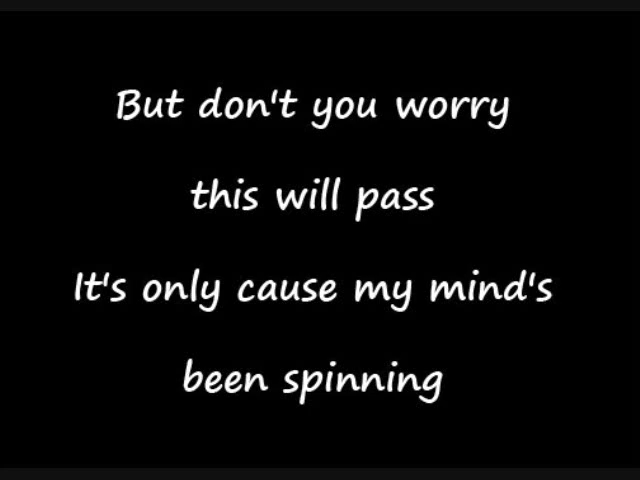 But don't you worry
this will pass
It's only cause my mind's
been spinning